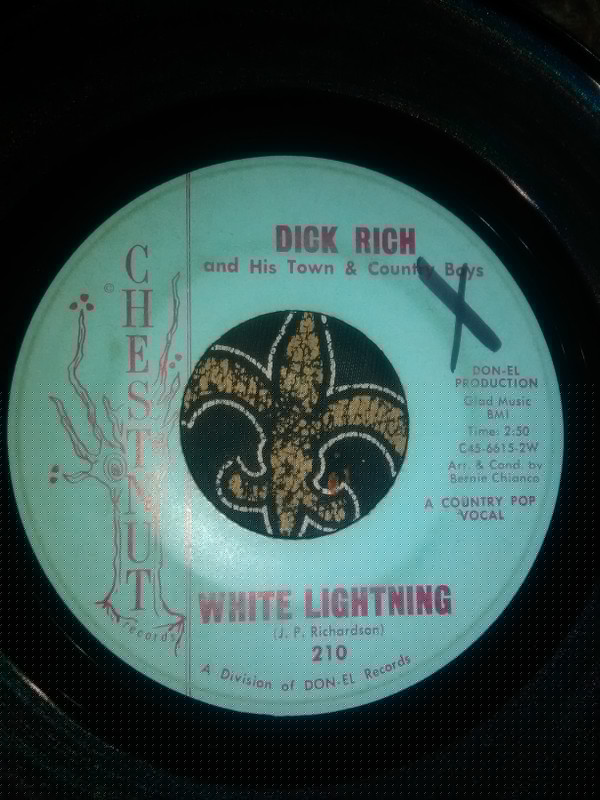 DICK RICH
and His Town & Country Boys
©
CHESTNUT
records
DON-EL
PRODUCTION
Glad Music
BMI
Time: 2:50
C45-6615-2W
Arr. & Cond. by
Bernie Chianco
A COUNTRY POP
VOCAL
WHITE LIGHTNING
(J. P. Richardson)
210
A Division of DON-EL Records